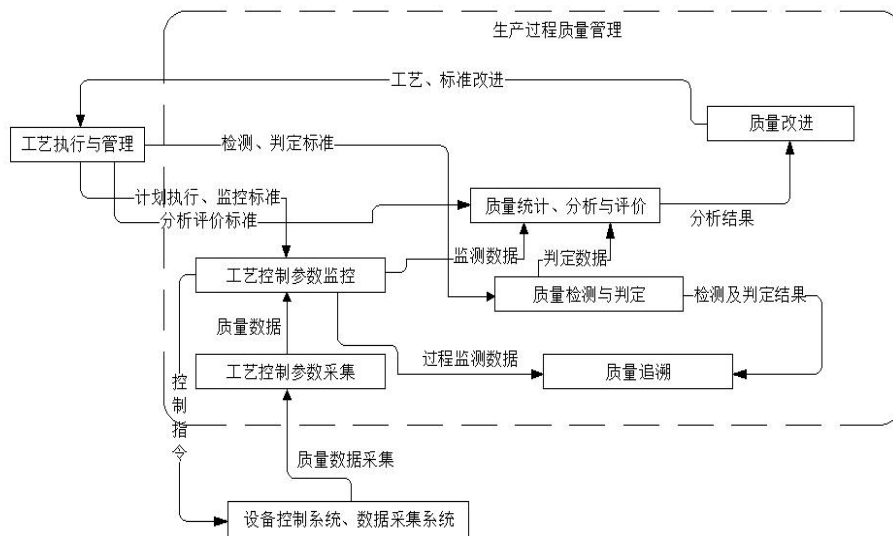 生产过程质量管理
工艺、标准改进
质量改进
工艺执行与管理
检测、判定标准
计划执行、监控标准
分析评价标准
质量统计、分析与评价
分析结果
监测数据
判定数据
工艺控制参数监控
质量检测与判定
检测及判定结果
质量数据
过程监测数据
工艺控制参数采集
质量追溯
控制指令
质量数据采集
设备控制系统、数据采集系统